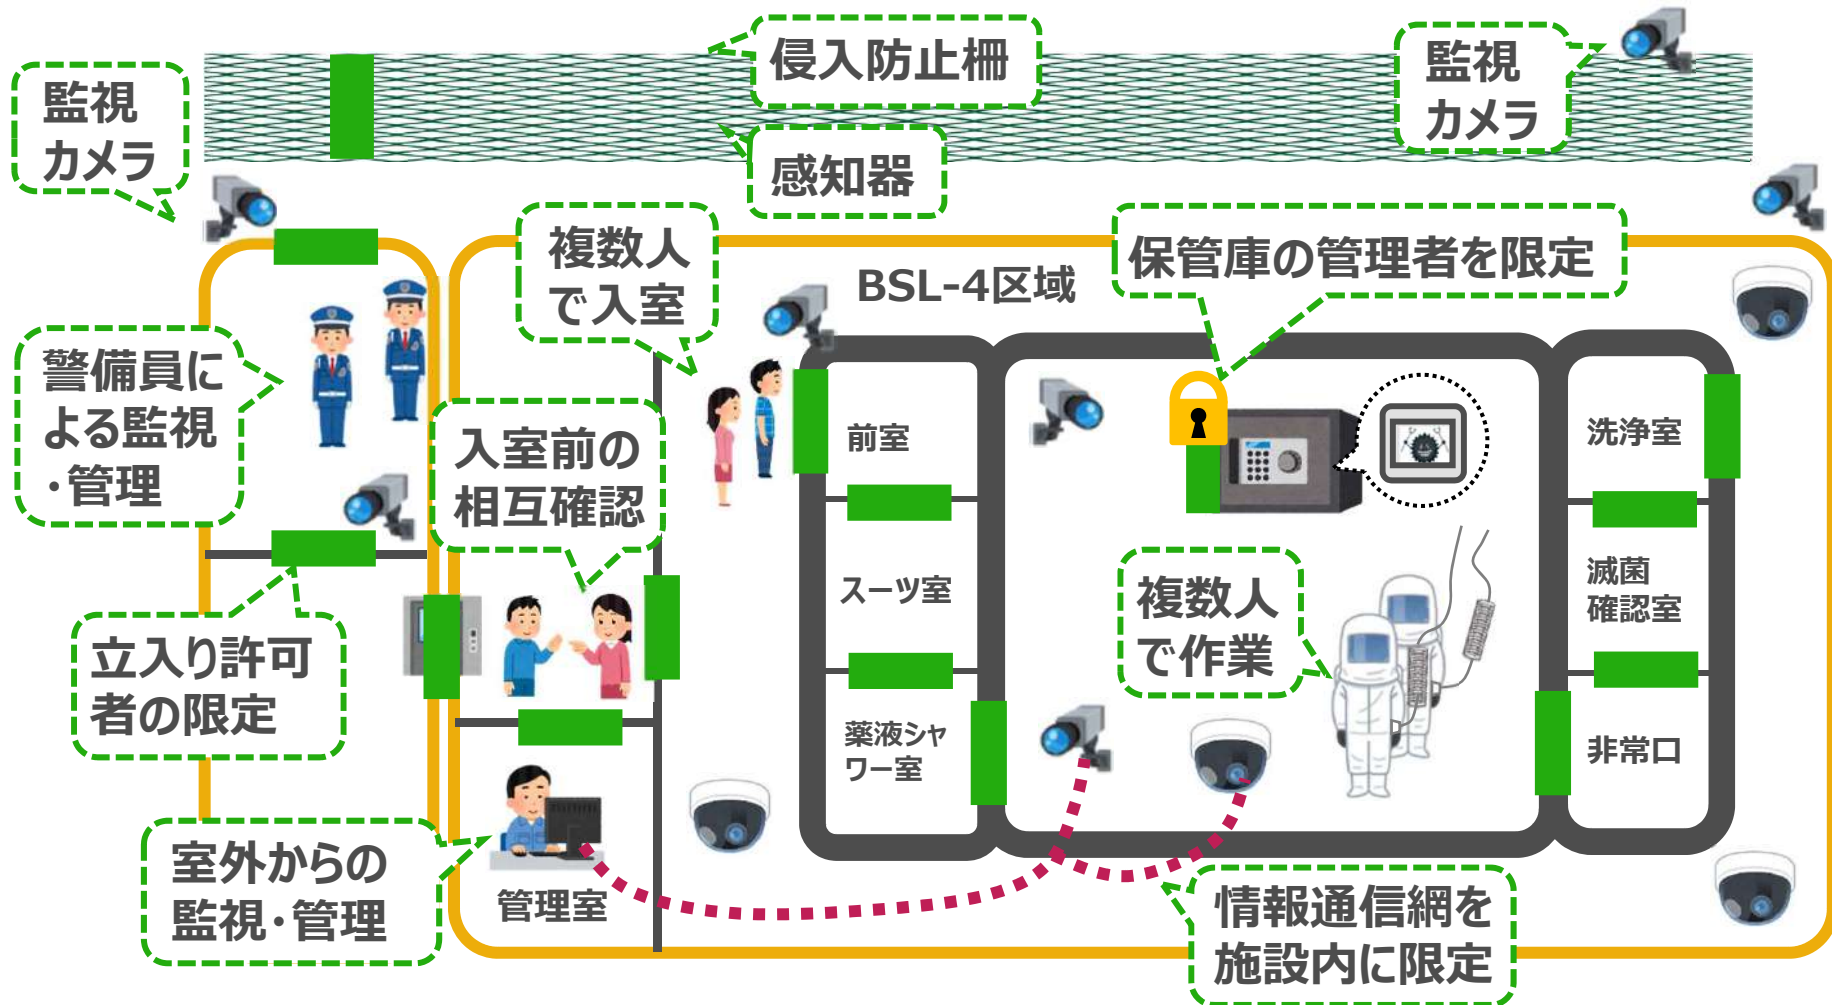 侵入防止柵
監視
カメラ
監視
カメラ
感知器
複数人
で入室
BSL-4区域
保管庫の管理者を限定
警備員に
よる監視
・管理
入室前の
相互確認
前室
洗浄室
スーツ室
複数人
で作業
滅菌
確認室
立入り許可
者の限定
薬液シャ
ワー室
非常口
室外からの
監視・管理
管理室
情報通信網を
施設内に限定